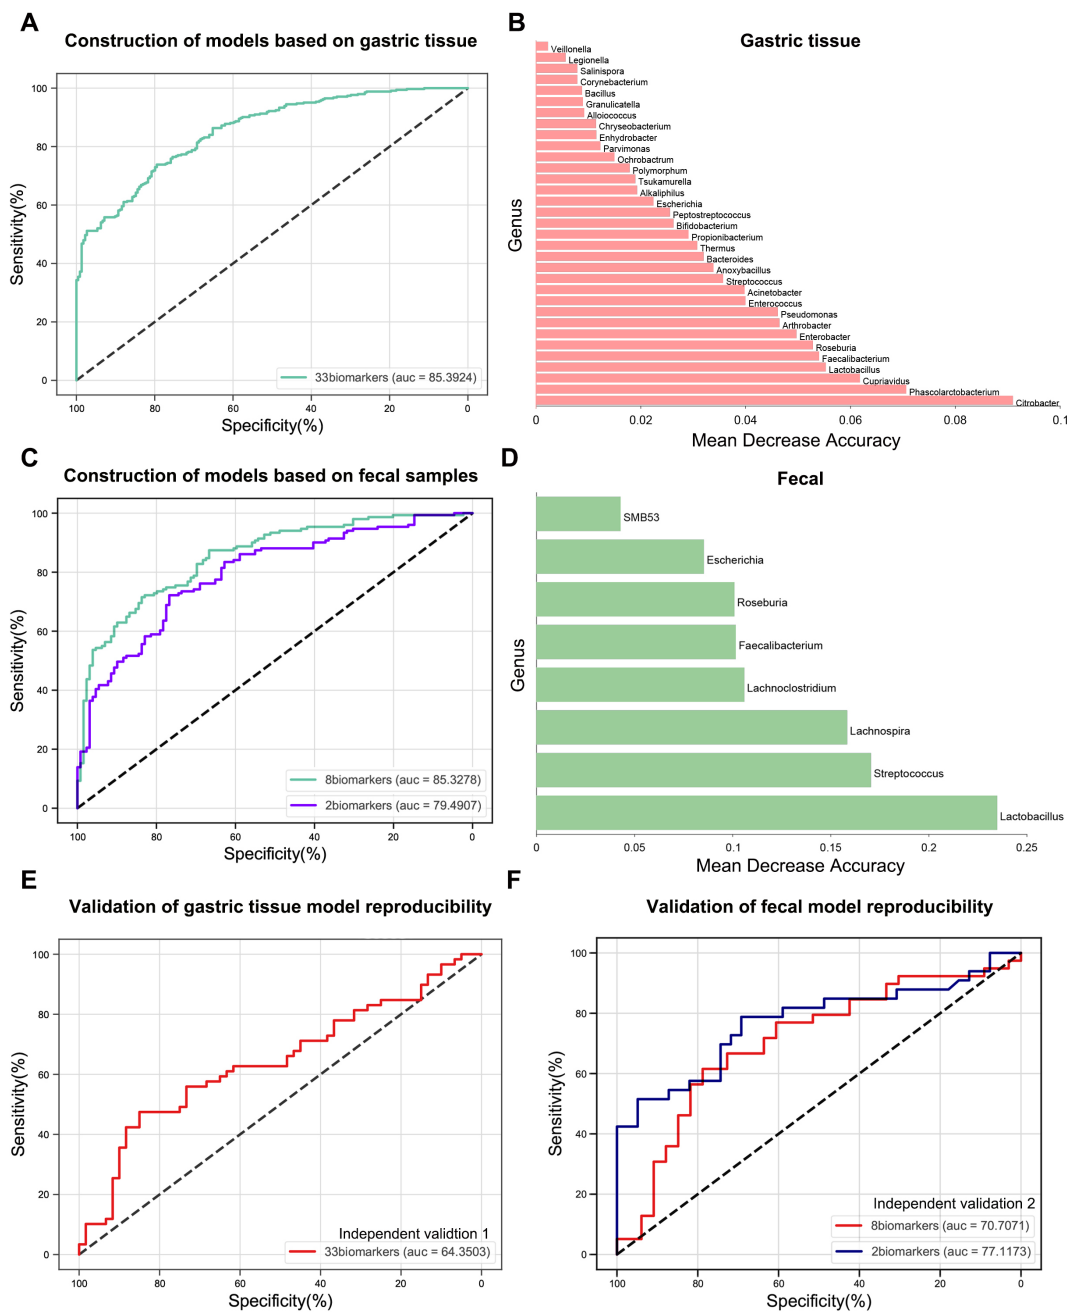 A
Construction of models based on gastric tissue
Sensitivity(%)
100
80
60
40
20
0
33biomarkers (auc = 85.3924)
100 80 60 40 20 0
Specificity(%)
B
Gastric tissue
Genus
Veillonella
Legionella
Salinispora
Corynebacterium
Bacillus
Granulicatella
Alloiococcus
Chryseobacterium
Enhydrobacter
Parvimonas
Ochrobactrum
Polymorphum
Tsukamurella
Alkaliphilus
Escherichia
Peptostreptococcus
Bifidobacterium
Propionibacterium
Thermus
Bacteroides
Anoxybacillus
Streptococcus
Acinetobacter
Enterococcus
Pseudomonas
Arthrobacter
Enterobacter
Roseburia
Faecalibacterium
Lactobacillus
Cupriavidus
Phascolarctobacterium
Citrobacter
0 0.02 0.04 0.06 0.08 0.1
Mean Decrease Accuracy
C
Construction of models based on fecal samples
Sensitivity(%)
100
80
60
40
20
0
8biomarkers (auc = 85.3278)
2biomarkers (auc = 79.4907)
100 80 60 40 20 0
Specificity(%)
D
Fecal
Genus
SMB53
Escherichia
Roseburia
Faecalibacterium
Lachnoclostridium
Lachnospira
Streptococcus
Lactobacillus
0 0.05 0.1 0.15 0.2 0.25
Mean Decrease Accuracy
E
Validation of gastric tissue model reproducibility
Sensitivity(%)
100
80
60
40
20
0
Independent validtion 1
33biomarkers (auc = 64.3503)
100 80 60 40 20 0
Specificity(%)
F
Validation of fecal model reproducibility
Sensitivity(%)
100
80
60
40
20
0
Independent validation 2
8biomarkers (auc = 70.7071)
2biomarkers (auc = 77.1173)
100 80 60 40 20 0
Specificity(%)